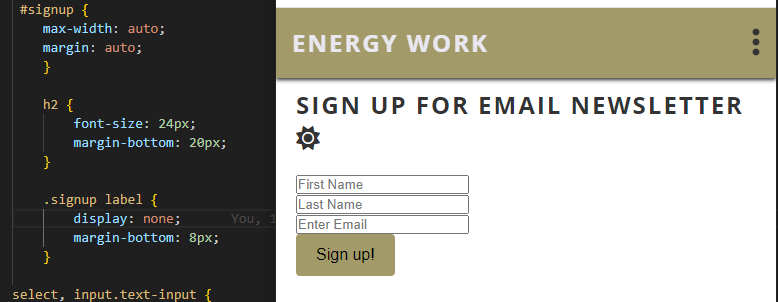 #signup {
max-width: auto;
margin: auto;
}
h2 {
font-size: 24px;
margin-bottom: 20px;
}
.signup label {
display: none; You, 1
margin-bottom: 8px;
}
select, input.text-input {
ENERGY WORK
SIGN UP FOR EMAIL NEWSLETTER
First Name
Last Name
Enter Email
Sign up!